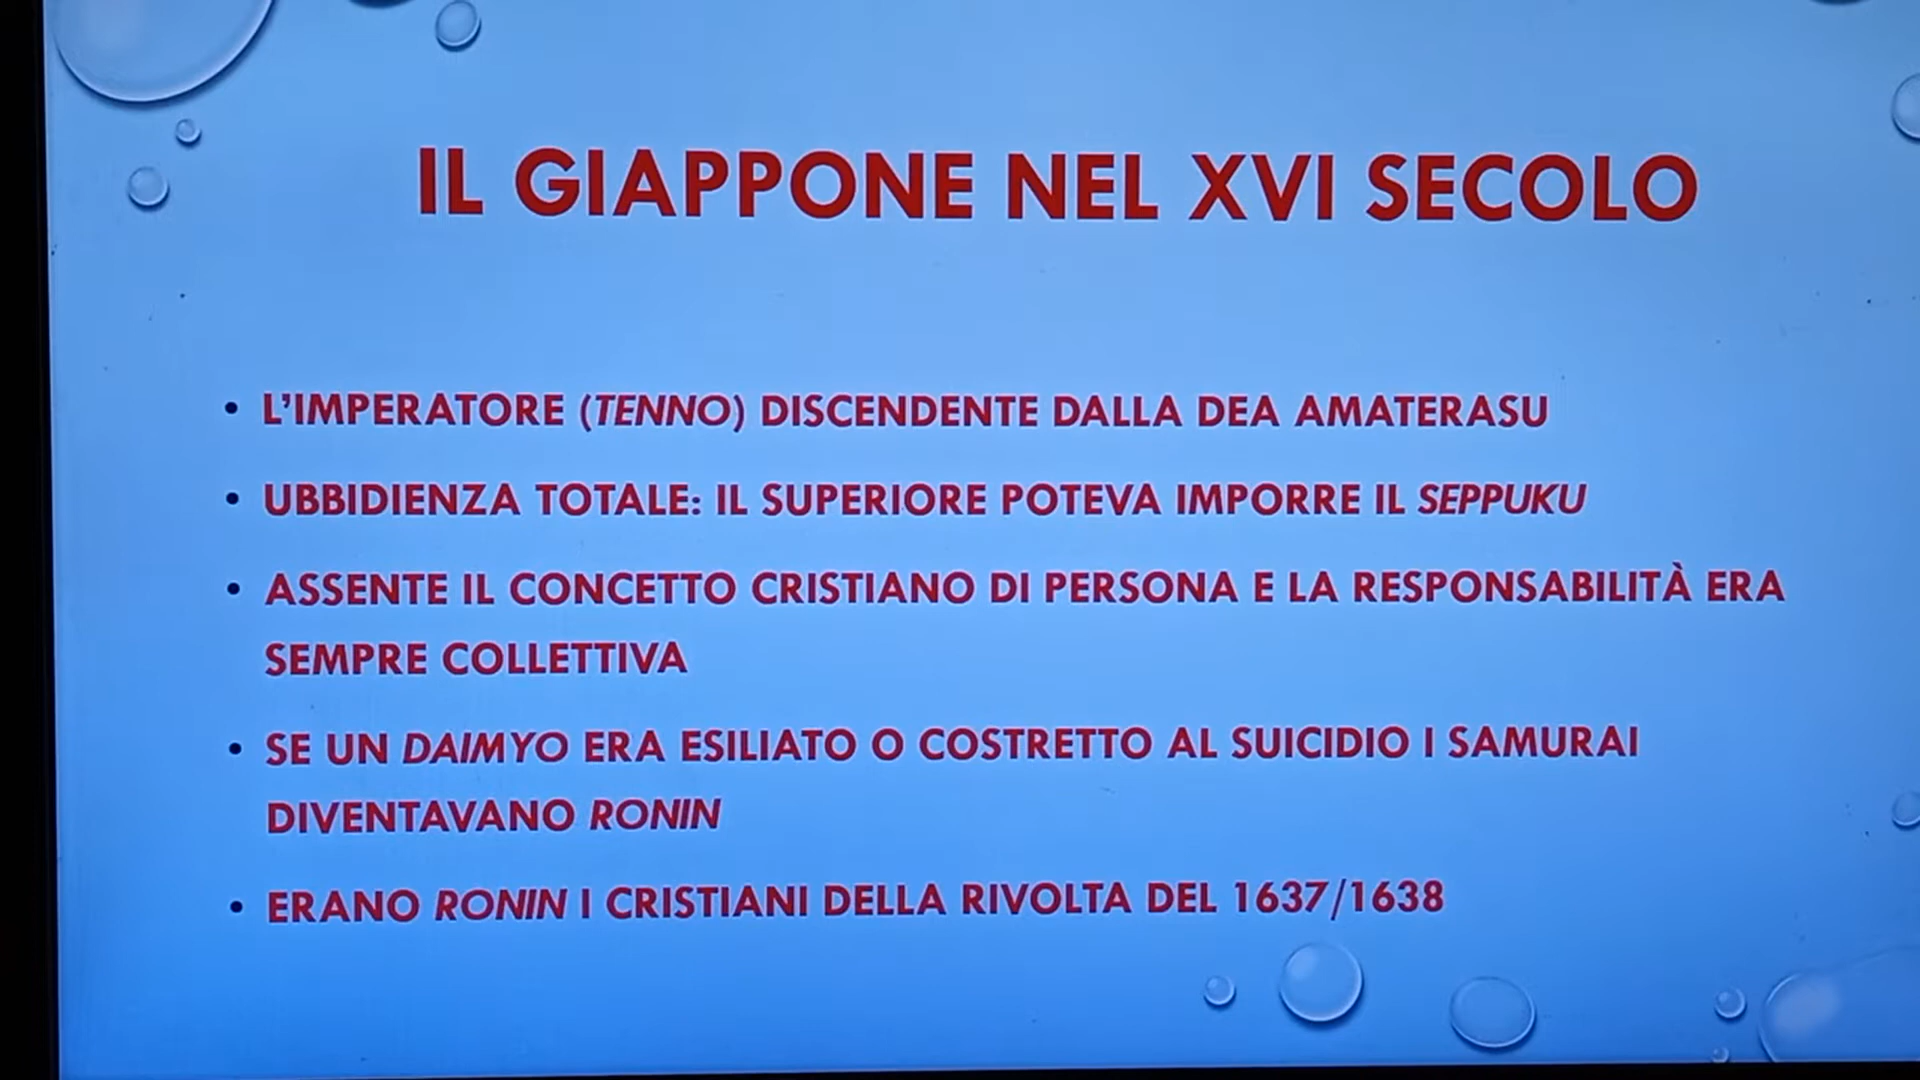 IL GIAPPONE NEL XVI SECOLO
• L'IMPERATORE (TENNO) DISCENDENTE DALLA DEA AMATERASU
• UBBIDIENZA TOTALE: IL SUPERIORE POTEVA IMPORRE IL SEPPUKU
• ASSENTE IL CONCETTO CRISTIANO DI PERSONA E LA RESPONSABILITÀ ERA
SEMPRE COLLETTIVA
• SE UN DAIMYO ERA ESILIATO O COSTRETTO AL SUICIDIO I SAMURAI
DIVENTAVANO RONIN
• ERANO RONIN I CRISTIANI DELLA RIVOLTA DEL 1637/1638